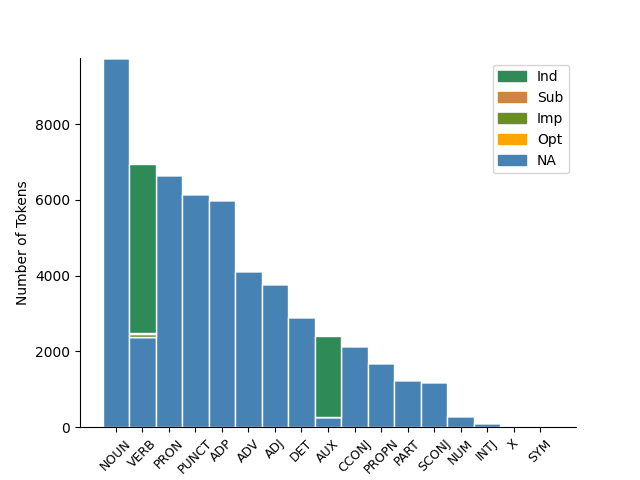 Ind
Sub
Imp
Opt
NA
Number of Tokens
8000
6000
4000
2000
0
NOUN
VERB
PRON
PUNCT
ADP
ADV
ADJ
DET
AUX
CCONJ
PROPN
PART
SCONJ
NUM
INTJ
X
SYM